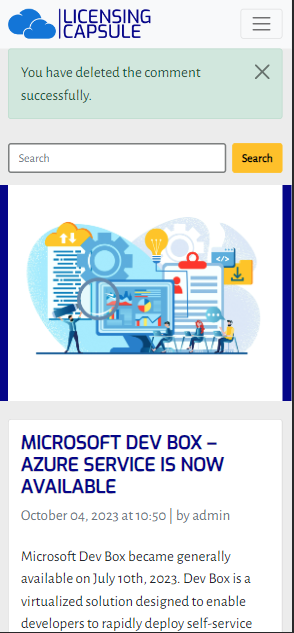 LICENSING
CAPSULE
You have deleted the comment
successfully.
Search
Search
</>
MICROSOFT DEV BOX –
AZURE SERVICE IS NOW
AVAILABLE
October 04, 2023 at 10:50 | by admin
Microsoft Dev Box became generally
available on July 10th, 2023. Dev Box is a
virtualized solution designed to enable
developers to rapidly deploy self-service